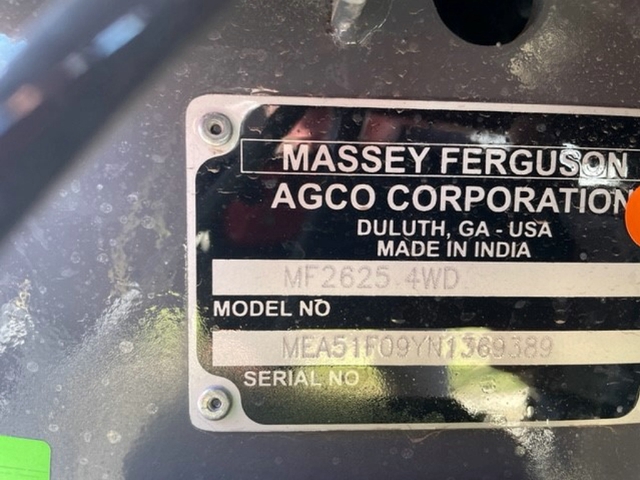 MASSEY FERGUSON
AGCO CORPORATION
DULUTH, GA - USA
MADE IN INDIA
MF2625 4WD
MODEL NO
MEA51F09YN1369389
SERIAL NO